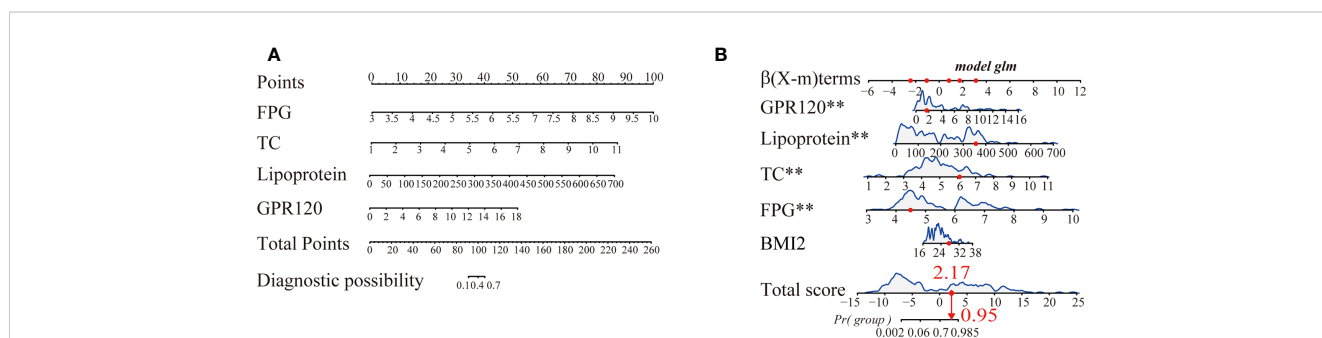 A
Points
0 10 20 30 40 50 60 70 80 90 100
FPG
3 3.5 4 4.5 5 5.5 6 6.5 7 7.5 8 8.5 9 9.5 10
TC
1 2 3 4 5 6 7 8 9 10 11
Lipoprotein
0 50 100 150 200 250 300 350 400 450 500 550 600 650 700
GPR120
0 2 4 6 8 10 12 14 16 18
Total Points
0 20 40 60 80 100 120 140 160 180 200 220 240 260
Diagnostic possibility
0.1 0.4 0.7
B
model glm
β(X-m)terms
−6 −4 −2 0 2 4 6 8 10 12
GPR120**
0 2 4 6 8 10 12 14 16
Lipoprotein**
0 100 200 300 400 500 600 700
TC**
1 2 3 4 5 6 7 8 9 10 11
FPG**
3 4 5 6 7 8 9 10
BMI2
16 24 32 38
2.17
Total score
−15 −10 −5 0 5 10 15 20 25
Pr( group )
0.95
0.002 0.06 0.7 0.985